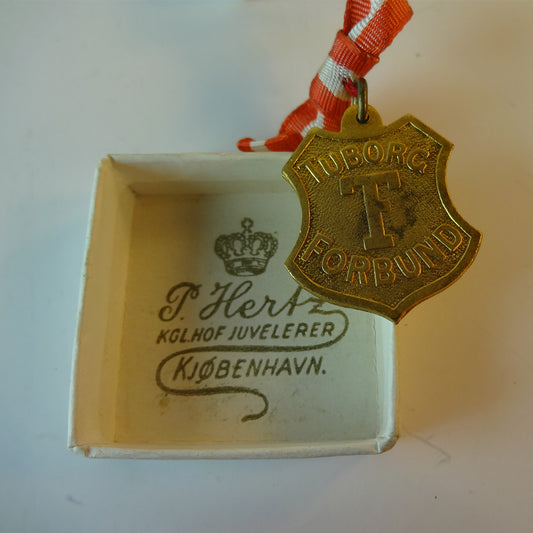 TUBORG
T
FORBUND
P. Hertz
KGL. HOF JUVELERER
KJØBENHAVN.